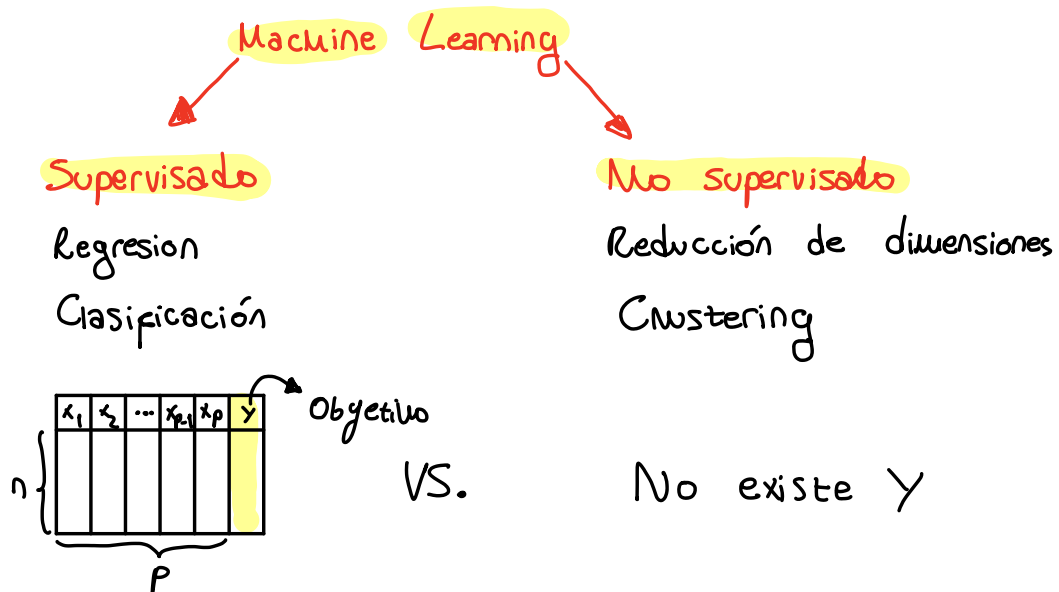 Machine Learning
Supervisado
No supervisado
Regresion
Reducción de dimensiones
Clasificación
Clustering
x₁ x₂ ... xₚ₋₁ xₚ y
Objetivo
n
VS.
No existe Y
p